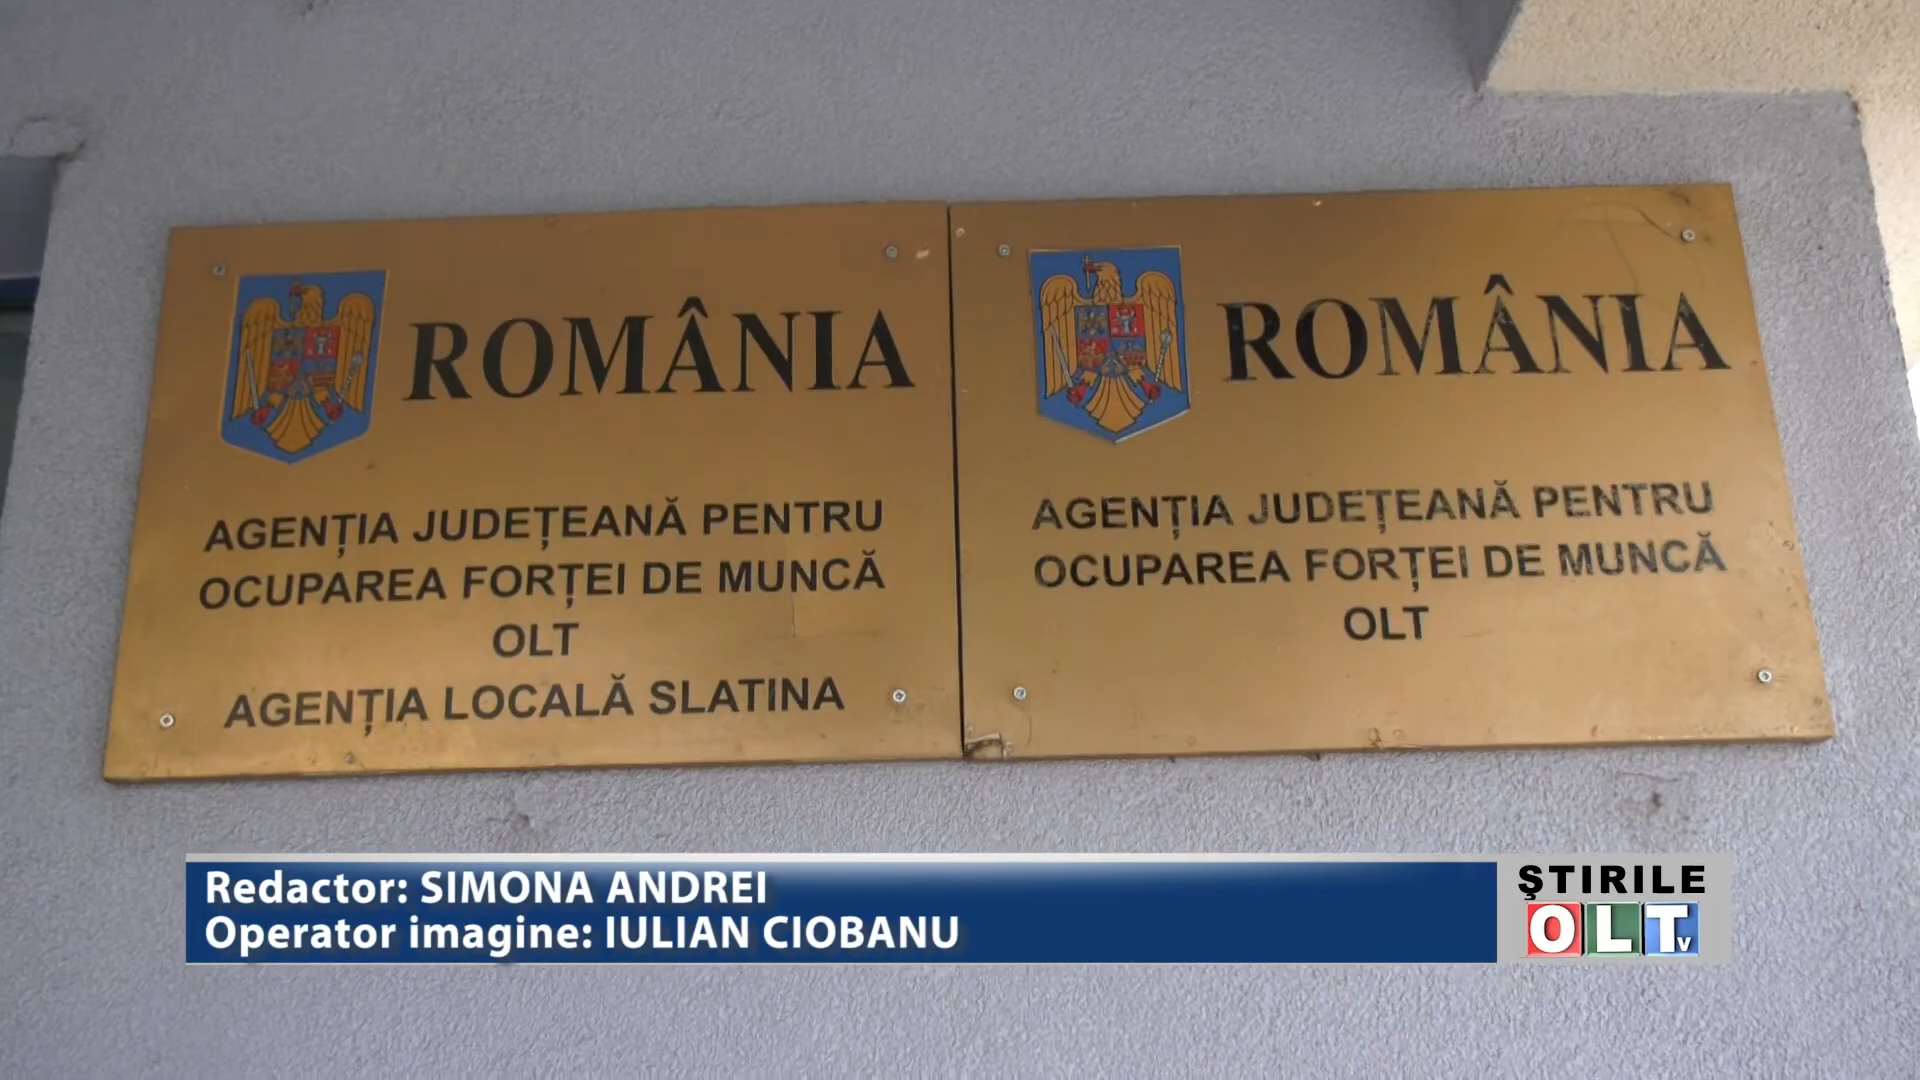 ROMÂNIA
AGENȚIA JUDEȚEANĂ PENTRU
OCUPAREA FORȚEI DE MUNCĂ
OLT
AGENȚIA LOCALĂ SLATINA
ROMÂNIA
AGENȚIA JUDEȚEANĂ PENTRU
OCUPAREA FORȚEI DE MUNCĂ
OLT
Redactor: SIMONA ANDREI
Operator imagine: IULIAN CIOBANU
ŞTIRILE
OLTv